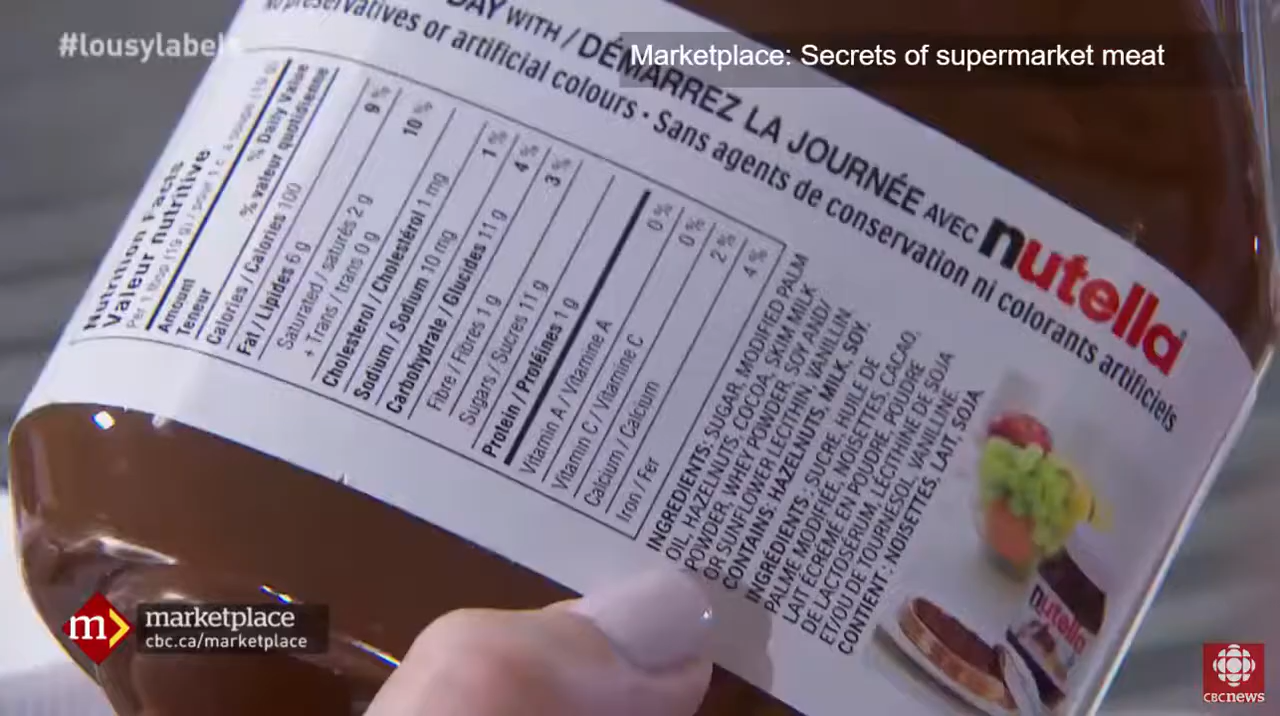 #lousylabel
Marketplace: Secrets of supermarket meat
DAY WITH / DÉMARREZ LA JOURNÉE AVEC nutella
No preservatives or artificial colours · Sans agents de conservation ni colorants artificiels
Nutrition Facts
Valeur nutritive
Per 1 tbsp (19 g) / pour 1 c. à soupe (19 g)
Amount % Daily Value
Teneur % valeur quotidienne
Calories / Calories 100
Fat / Lipides 6 g 9 %
Saturated / saturés 2 g
+ Trans / trans 0 g 10 %
Cholesterol / Cholestérol 1 mg
Sodium / Sodium 10 mg 1 %
Carbohydrate / Glucides 11 g 4 %
Fibre / Fibres 1 g 3 %
Sugars / Sucres 11 g
Protein / Protéines 1 g
Vitamin A / Vitamine A 0 %
Vitamin C / Vitamine C 0 %
Calcium / Calcium 2 %
Iron / Fer 4 %
INGREDIENTS: SUGAR, MODIFIED PALM
OIL, HAZELNUTS, COCOA, SKIM MILK
POWDER, WHEY POWDER, SOY AND/
OR SUNFLOWER LECITHIN, VANILLIN.
CONTAINS: HAZELNUTS, MILK, SOY.
INGRÉDIENTS : SUCRE, HUILE DE
PALME MODIFIÉE, NOISETTES, CACAO,
LAIT ÉCRÉMÉ EN POUDRE, POUDRE
DE LACTOSÉRUM, LÉCITHINE DE SOJA
ET/OU DE TOURNESOL, VANILLINE.
CONTIENT : NOISETTES, LAIT, SOJA
nutella
m marketplace
cbc.ca/marketplace
CBCNEWS